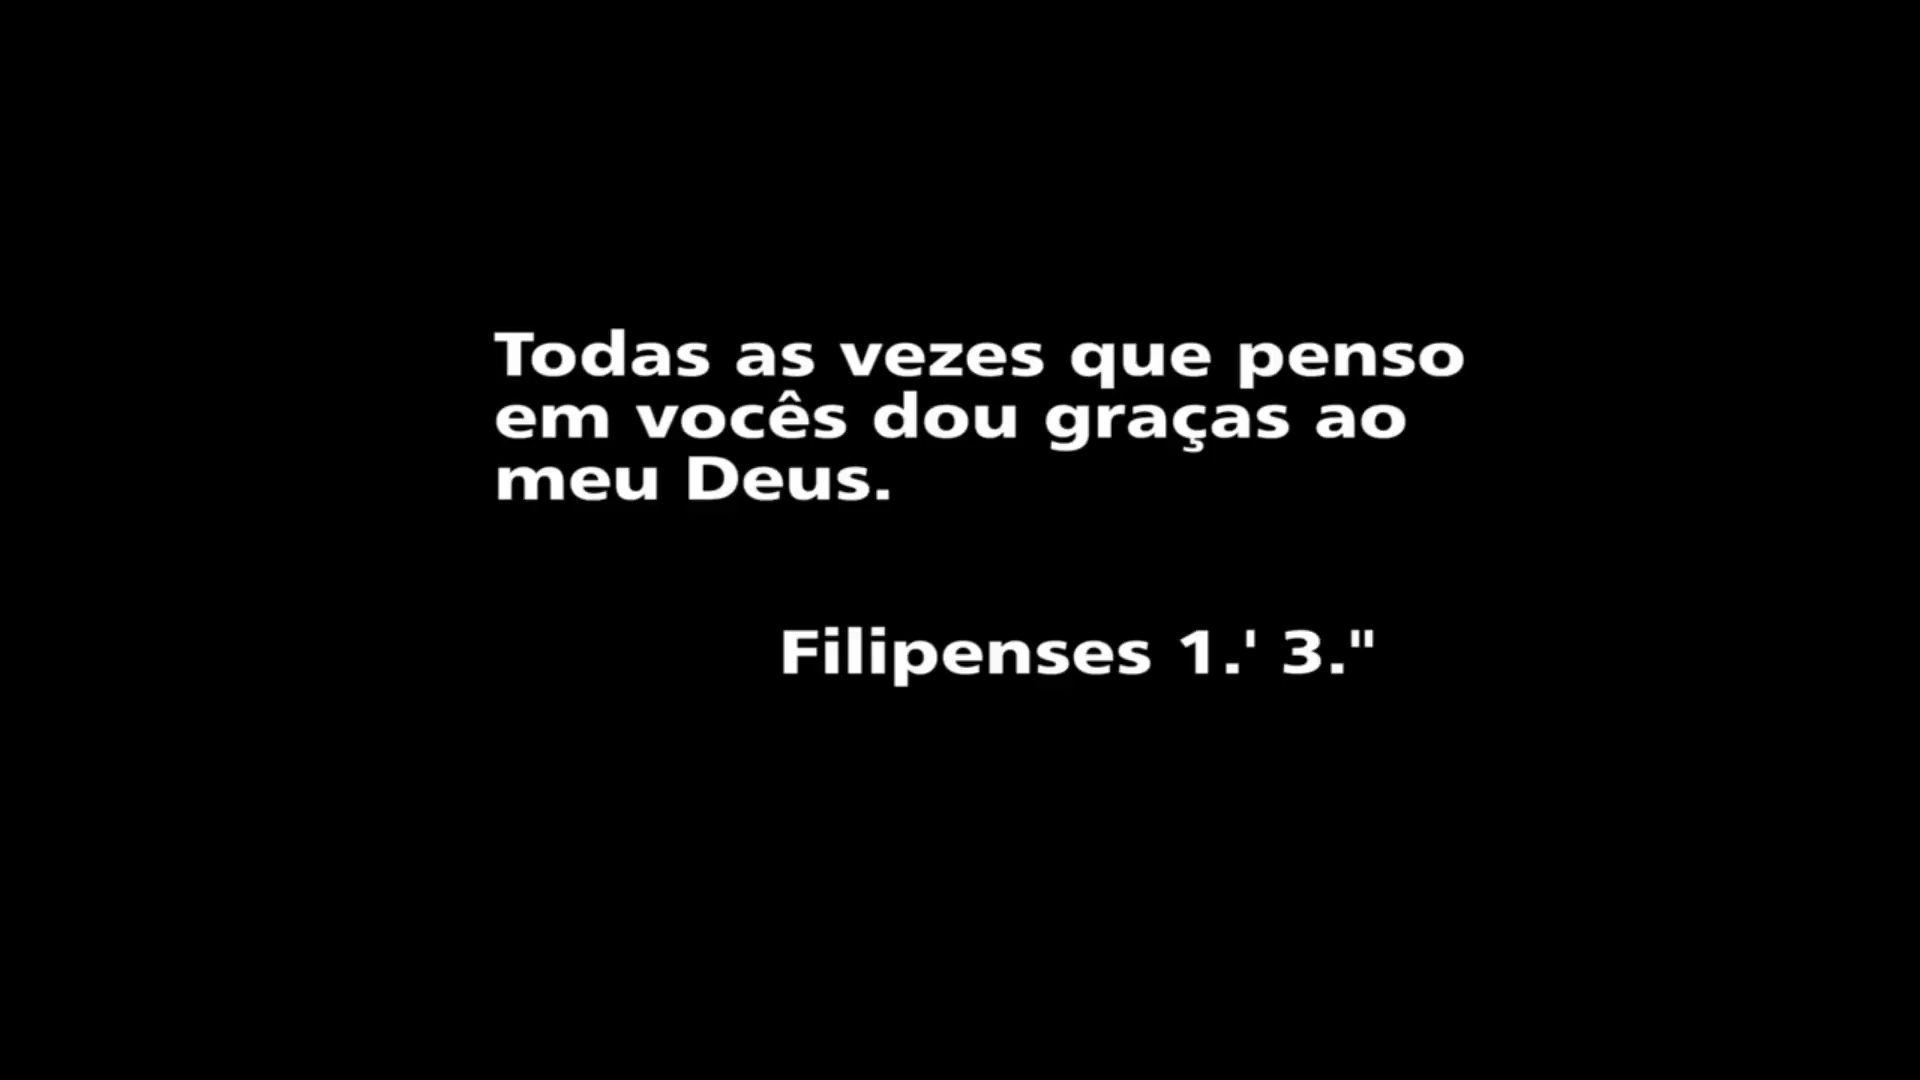 Todas as vezes que penso
em vocês dou graças ao
meu Deus.
Filipenses 1.' 3."